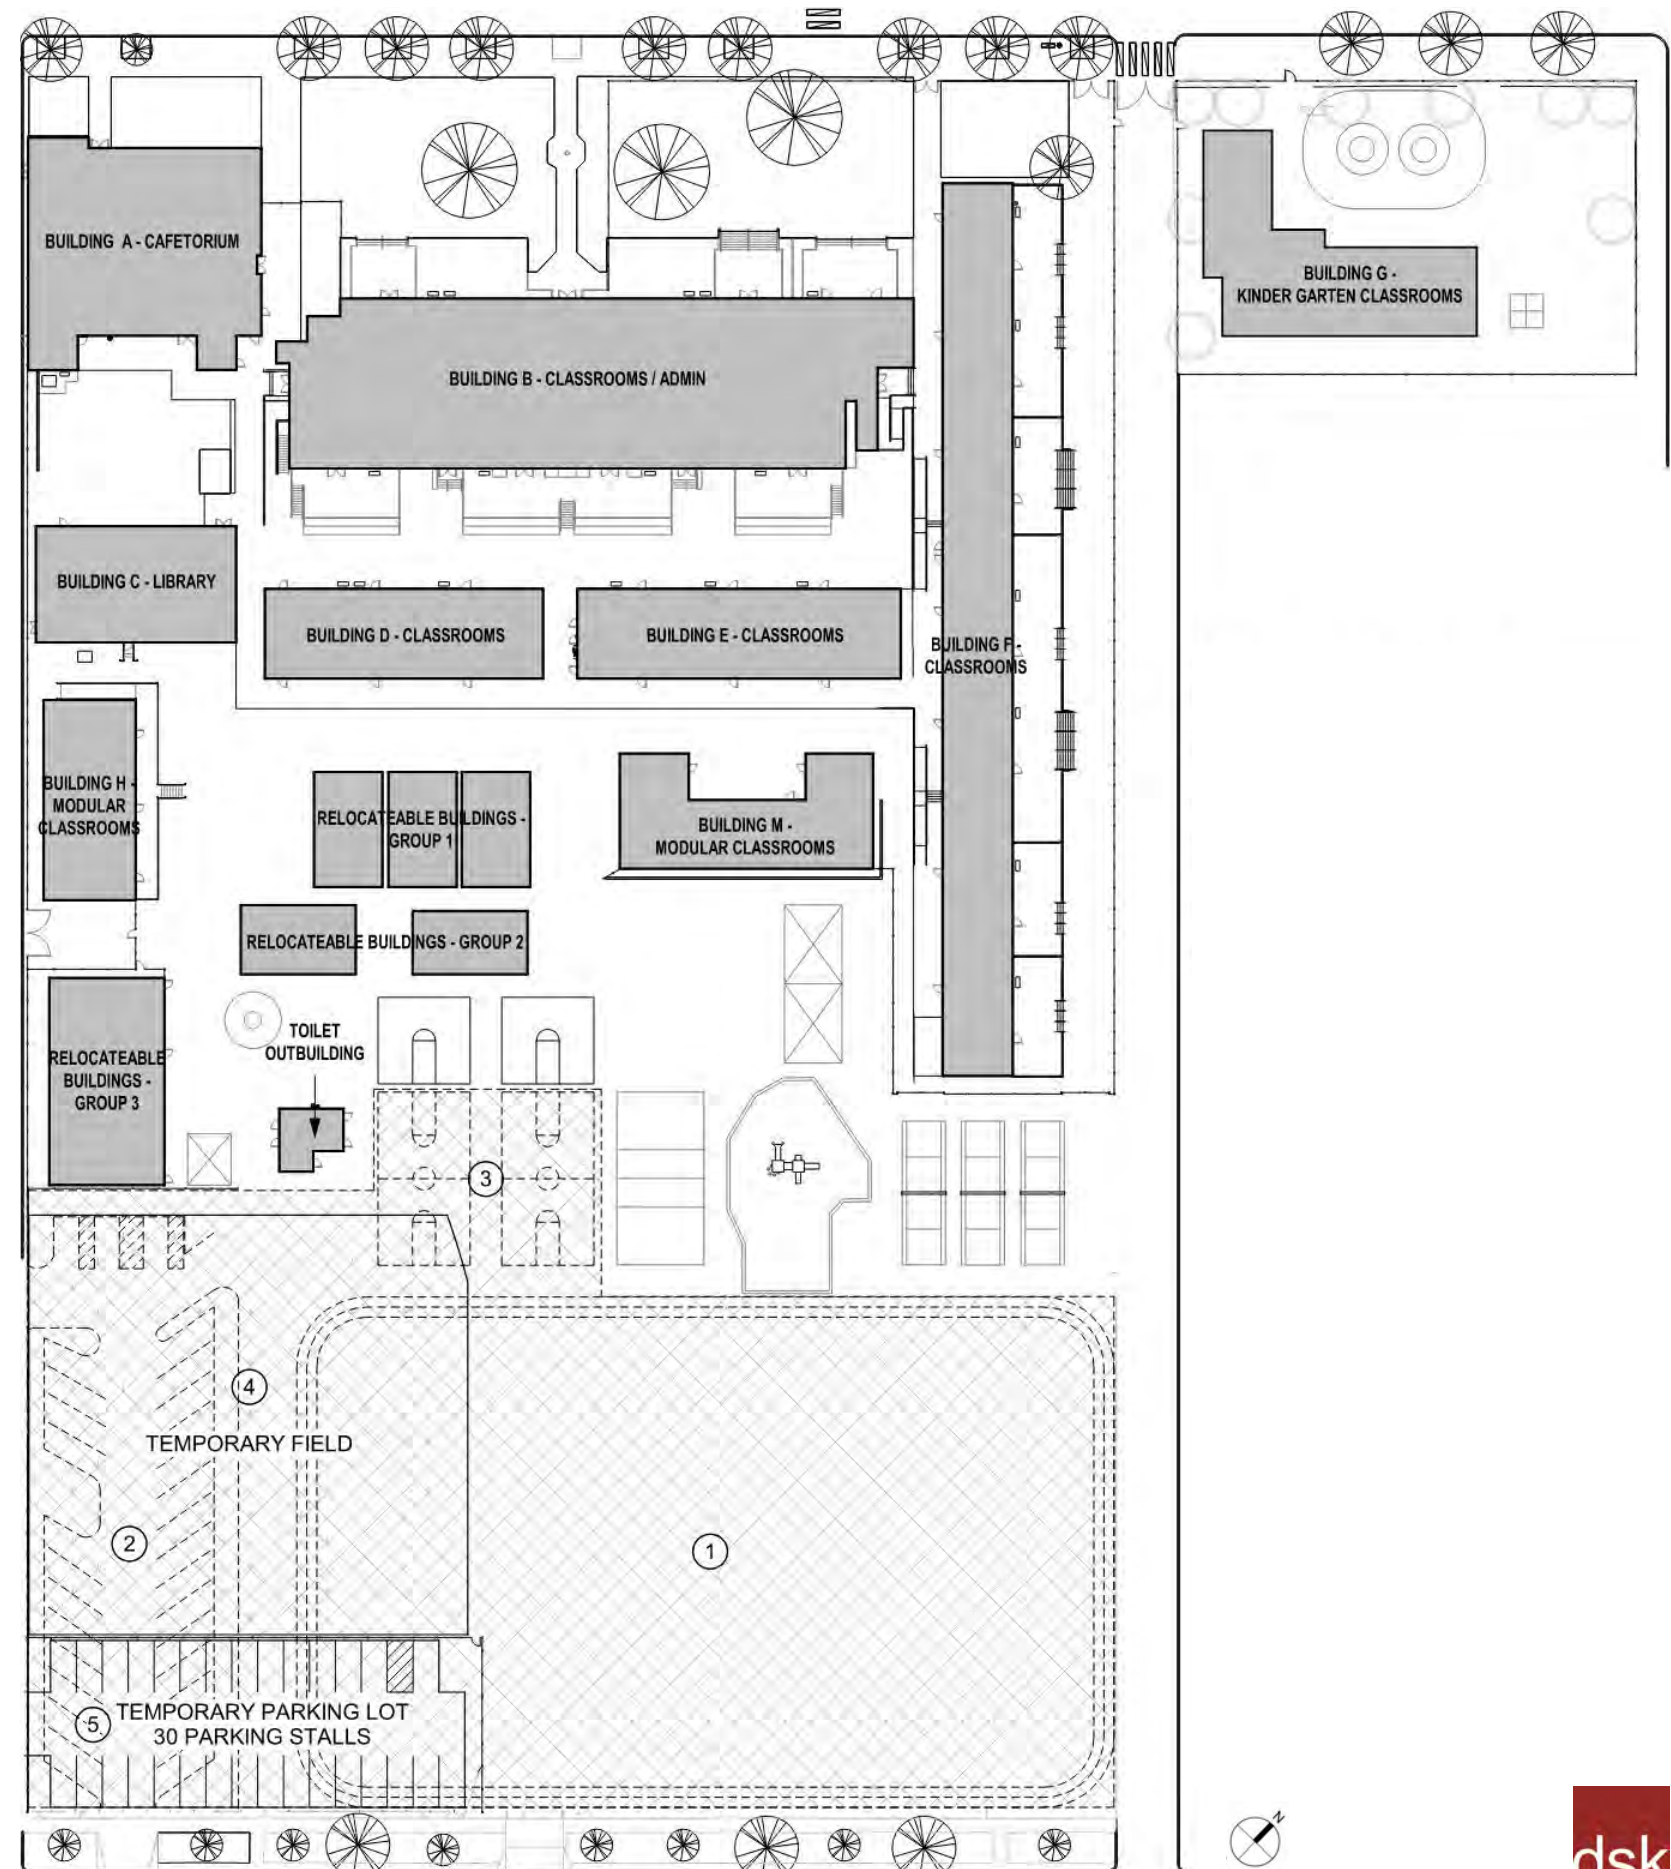 BUILDING A - CAFETORIUM
BUILDING G -
KINDER GARTEN CLASSROOMS
BUILDING B - CLASSROOMS / ADMIN
BUILDING C - LIBRARY
BUILDING D - CLASSROOMS
BUILDING E - CLASSROOMS
BUILDING F -
CLASSROOMS
BUILDING H -
MODULAR
CLASSROOMS
RELOCATEABLE BUILDINGS -
GROUP 1
BUILDING M -
MODULAR CLASSROOMS
RELOCATEABLE BUILDINGS - GROUP 2
TOILET
OUTBUILDING
RELOCATEABLE
BUILDINGS -
GROUP 3
3
4
TEMPORARY FIELD
2
1
5
TEMPORARY PARKING LOT
30 PARKING STALLS
N
dsk